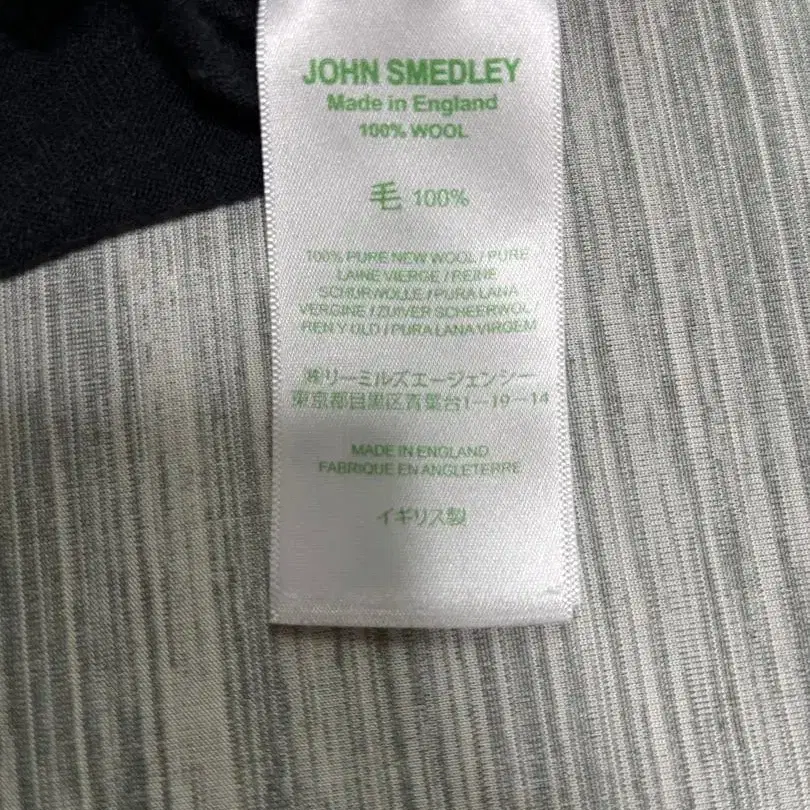 JOHN SMEDLEY
Made in England
100% WOOL
毛 100%
100% PURE NEW WOOL / PURE
LAINE VIERGE / REINE
SCHURWOLLE / PURA LANA
VERGINE / ZUIVER SCHEERWOL /
REN Y ULD / PURA LANA VIRGEM
㈱リーミルズエージェンシー
東京都目黒区青葉台1-19-14
MADE IN ENGLAND
FABRIQUE EN ANGLETERRE
イギリス製